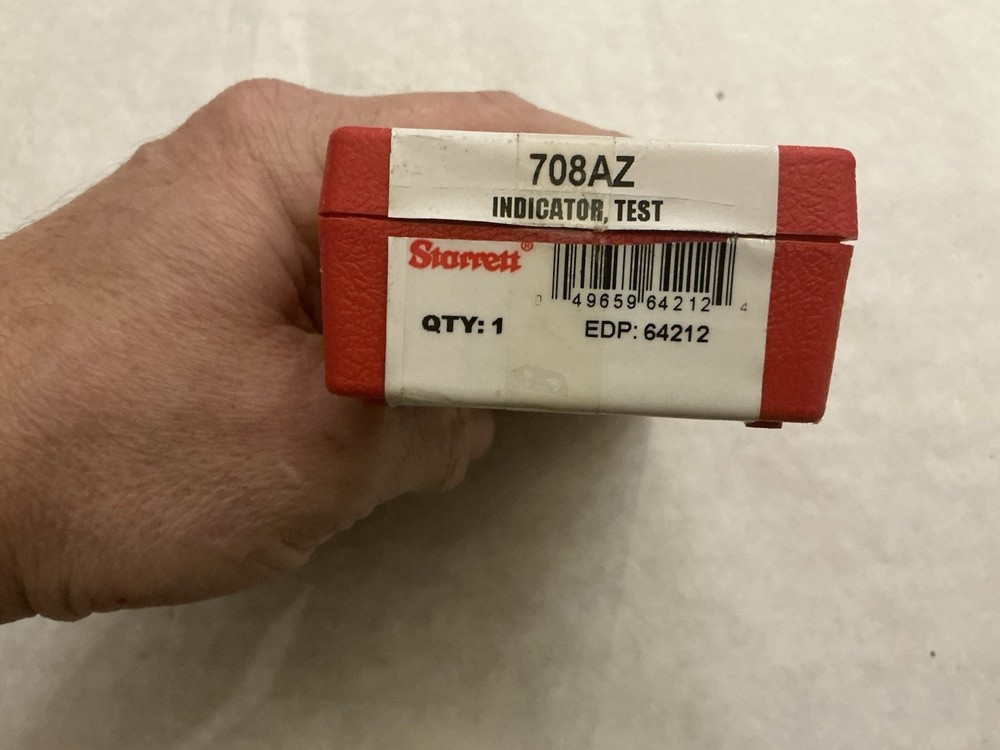 708AZ
INDICATOR, TEST
Starrett®
0 49659 64212 4
QTY: 1
EDP: 64212